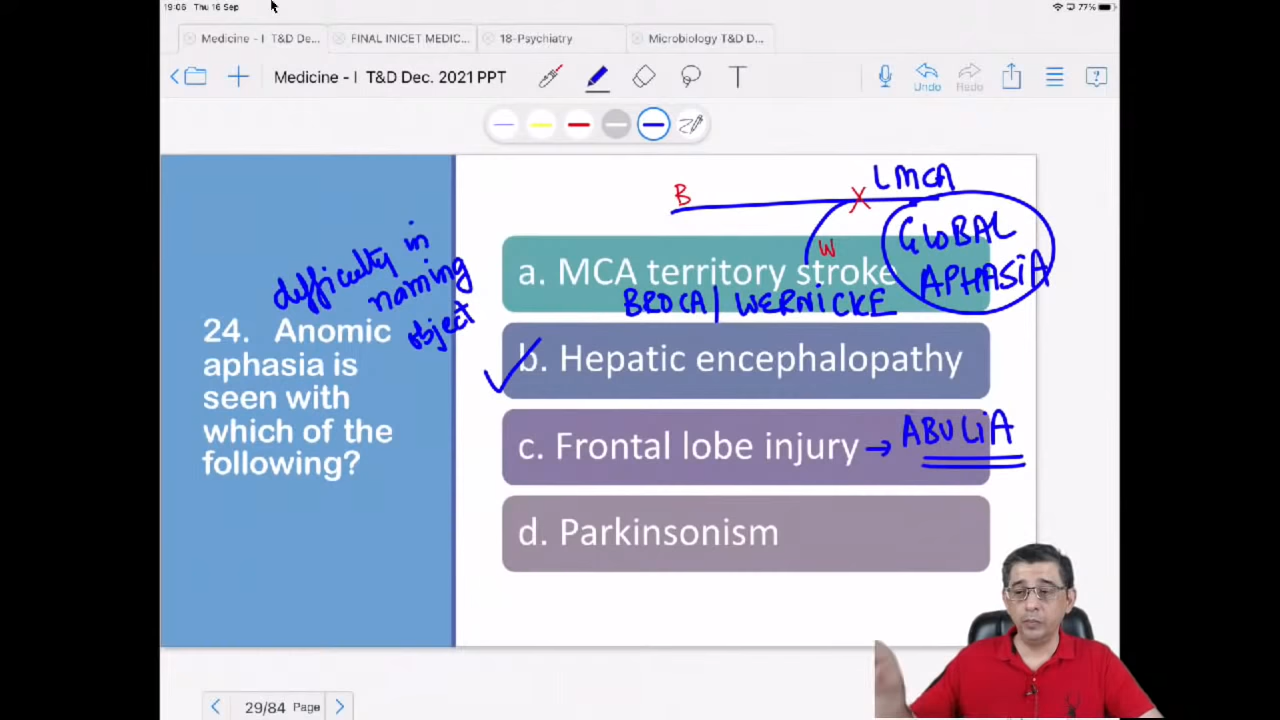 19:06 Thu 16 Sep
77%
Medicine - I T&D De...
FINAL INICET MEDIC...
18-Psychiatry
Microbiology T&D D...
Medicine - I T&D Dec. 2021 PPT
T
Undo
Redo
B
LMCA
X
W
GLOBAL
APHASIA
difficulty in
naming
object
24. Anomic
aphasia is
seen with
which of the
following?
a. MCA territory stroke
BROCA/WERNICKE
b. Hepatic encephalopathy
c. Frontal lobe injury → ABULIA
d. Parkinsonism
29/84 Page